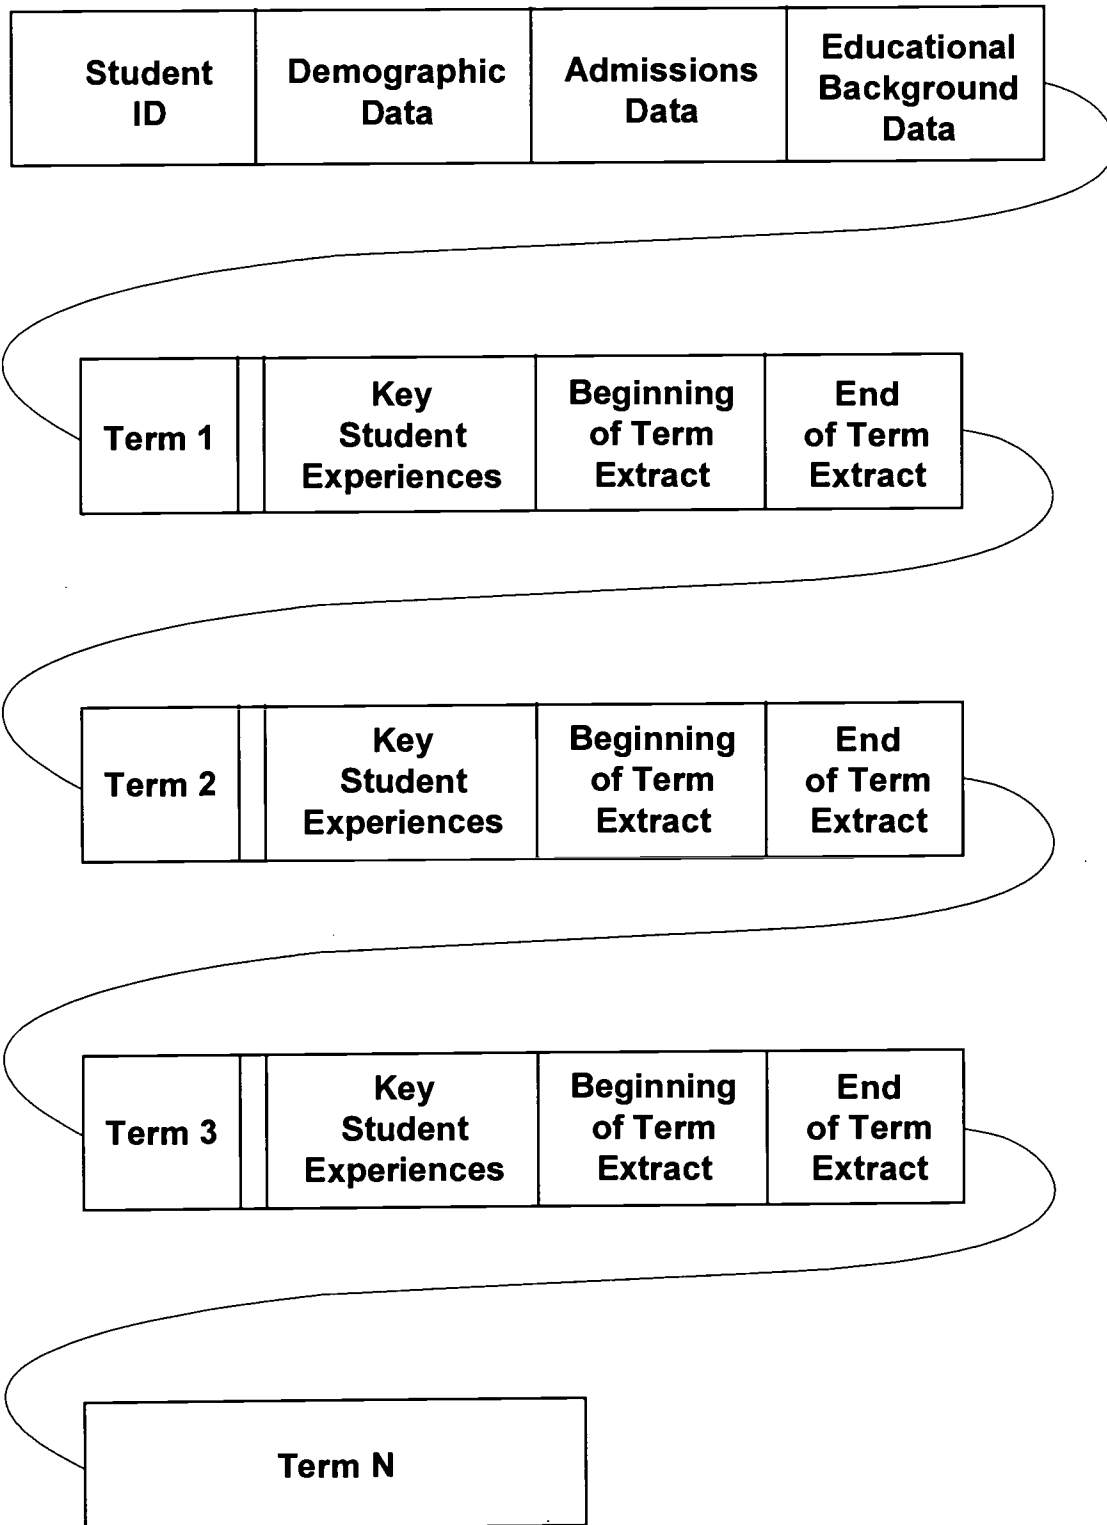 Student
ID
Demographic
Data
Admissions
Data
Educational
Background
Data
Term 1
Key
Student
Experiences
Beginning
of Term
Extract
End
of Term
Extract
Term 2
Key
Student
Experiences
Beginning
of Term
Extract
End
of Term
Extract
Term 3
Key
Student
Experiences
Beginning
of Term
Extract
End
of Term
Extract
Term N